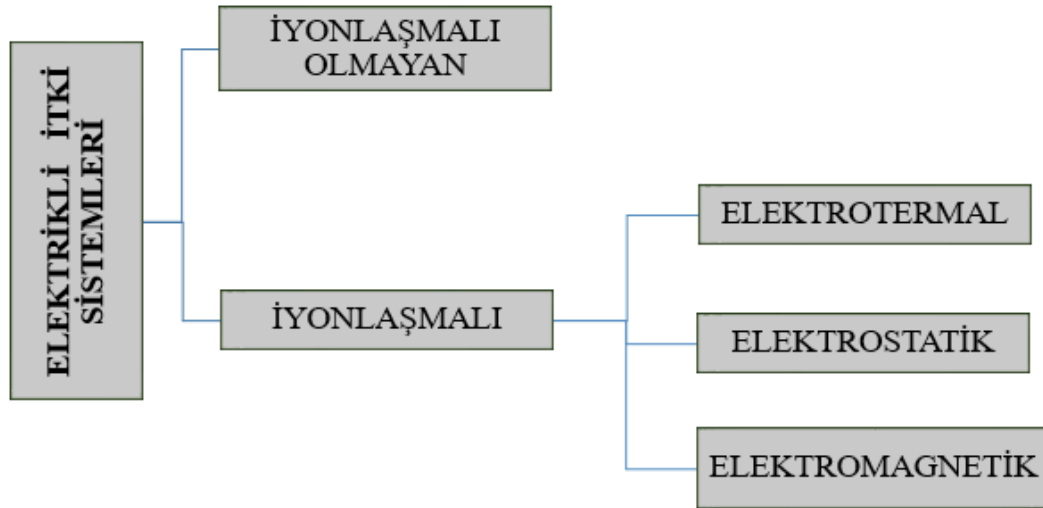 ELEKTRİKLİ İTKİ
SİSTEMLERİ
İYONLAŞMALI
OLMAYAN
İYONLAŞMALI
ELEKTROTERMAL
ELEKTROSTATİK
ELEKTROMAGNETİK